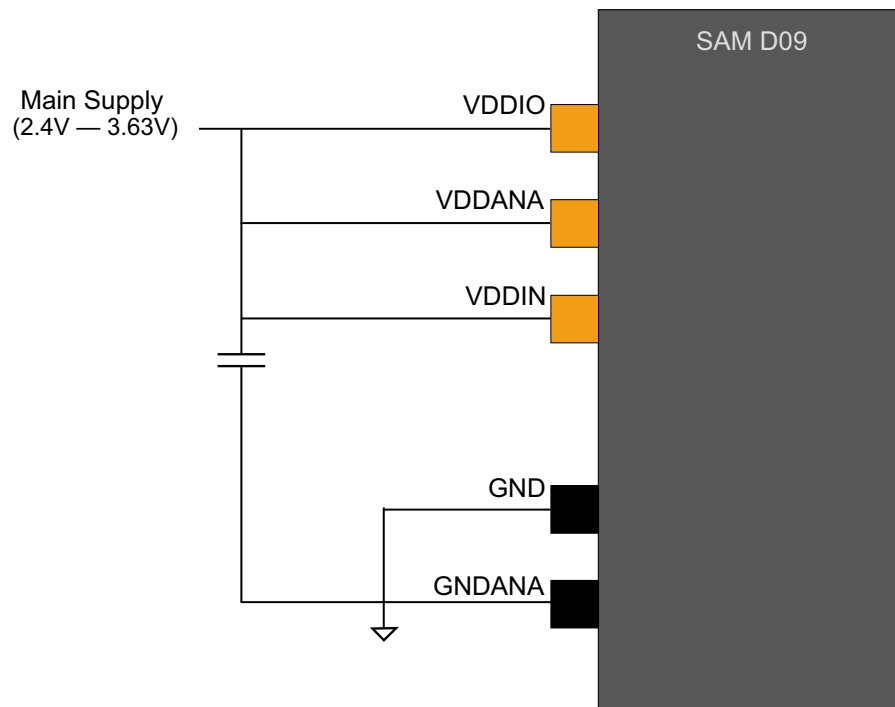 SAM D09
Main Supply
(2.4V — 3.63V)
VDDIO
VDDANA
VDDIN
GND
GNDANA